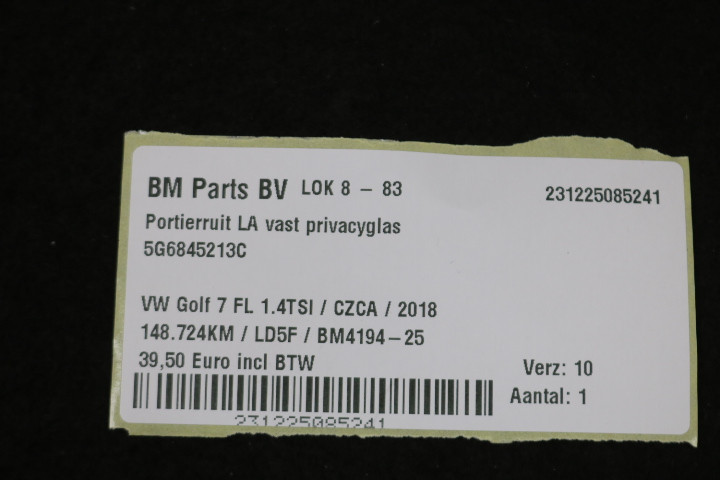 BM Parts BV LOK 8 - 83 231225085241
Portierruit LA vast privacyglas
5G6845213C
VW Golf 7 FL 1.4TSI / CZCA / 2018
148.724KM / LD5F / BM4194-25
39,50 Euro incl BTW Verz: 10
Aantal: 1
231225085241